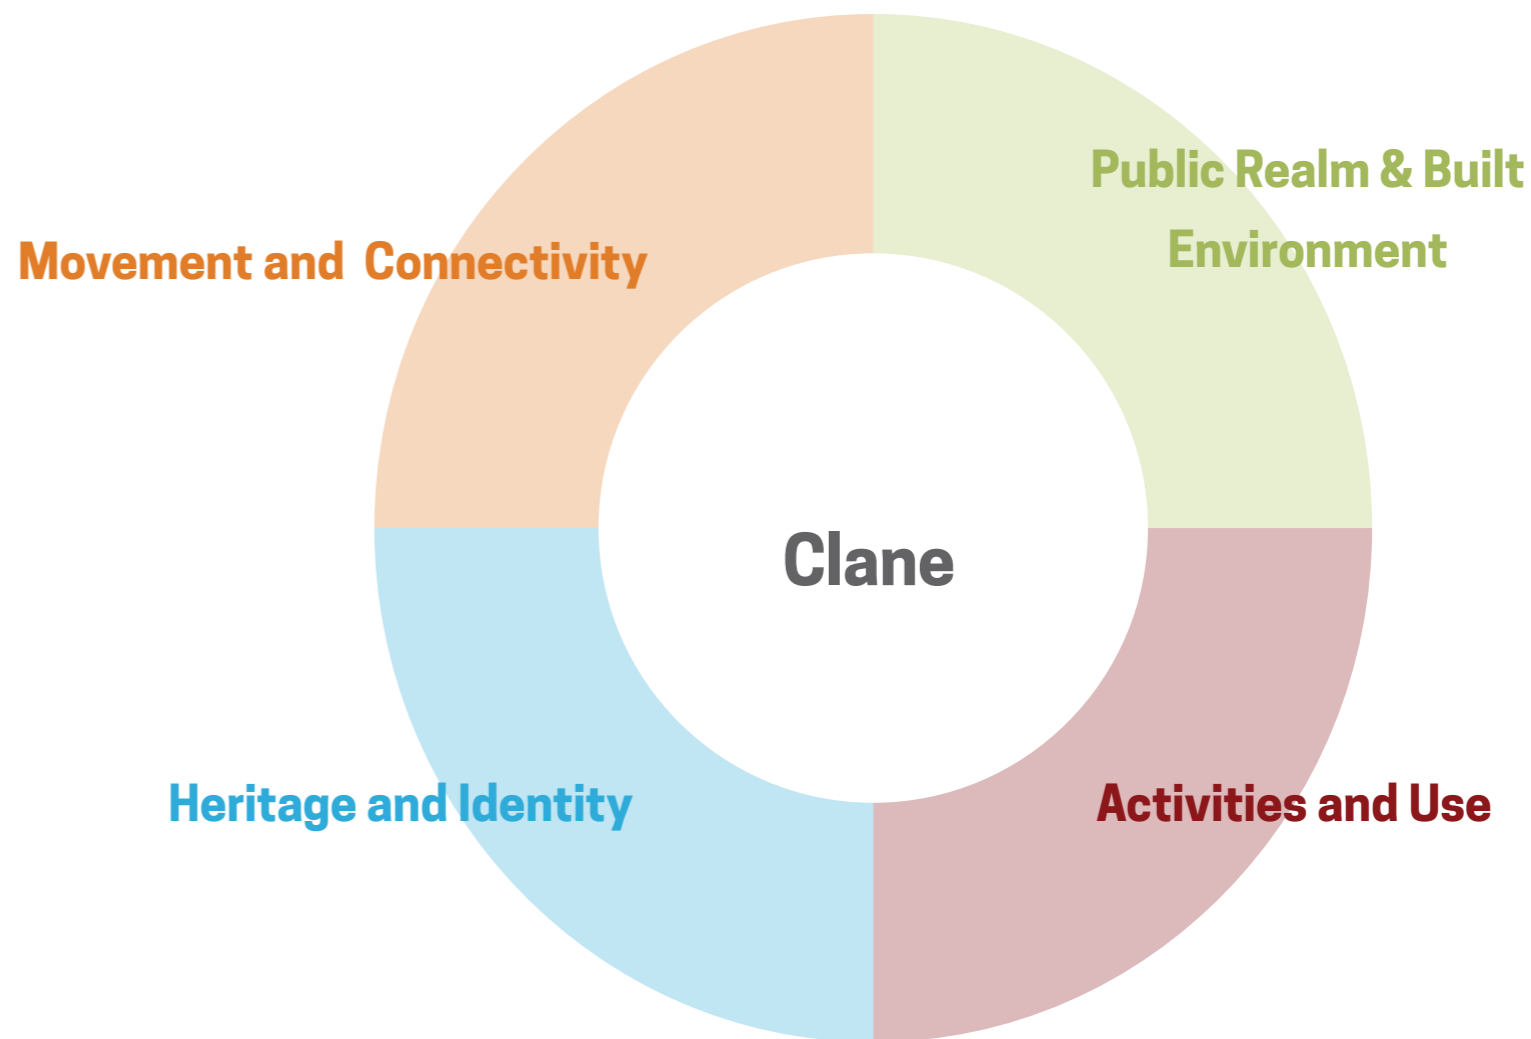 Public Realm & Built
Environment
Movement and Connectivity
Clane
Heritage and Identity
Activities and Use